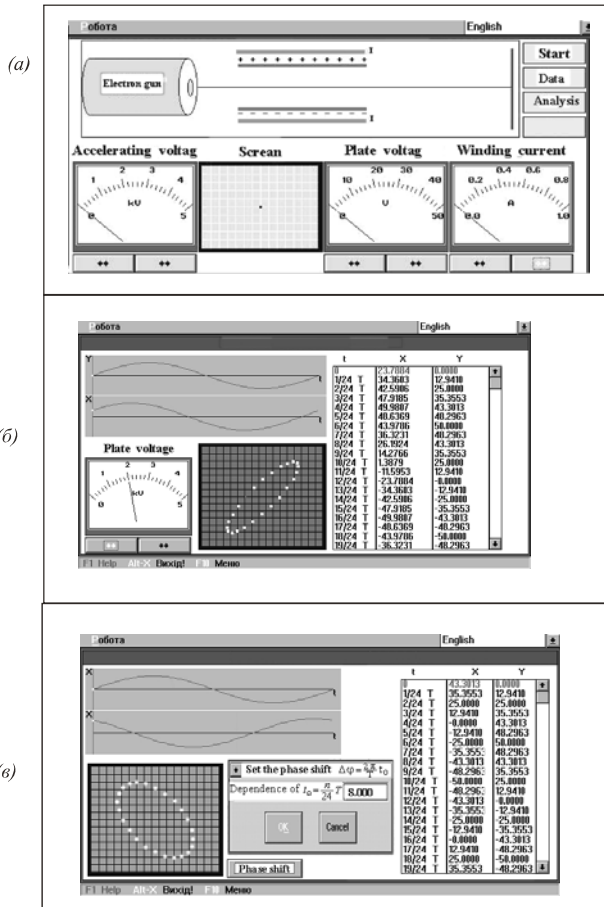 (а)
Робота English
Electron gun
I
+ + + + + + + + + + +
- - - - - - - - - -
I
Start
Data
Analysis
Accelerating voltag Screan Plate voltag Winding current
1 2 3 4
0 kV 5
10 20 30 40
0 U 50
0.2 0.4 0.6 0.8
0.0 A 1.0
(б)
Робота English
Y
t
X
t
Plate voltage
1 2 3 4
0 kV 5
t X Y
0 23.7884 0.0000
1/24 T 34.3603 12.9410
2/24 T 42.5906 25.0000
3/24 T 47.9185 35.3553
4/24 T 49.9807 43.3013
5/24 T 48.6369 48.2963
6/24 T 43.9786 50.0000
7/24 T 36.3231 48.2963
8/24 T 26.1924 43.3013
9/24 T 14.2766 35.3553
10/24 T 1.3879 25.0000
11/24 T -11.5953 12.9410
12/24 T -23.7884 -0.0000
13/24 T -34.3603 -12.9410
14/24 T -42.5906 -25.0000
15/24 T -47.9185 -35.3553
16/24 T -49.9807 -43.3013
17/24 T -48.6369 -48.2963
18/24 T -43.9786 -50.0000
19/24 T -36.3231 -48.2963
F1 Help Alt-X Вихід! F10 Меню
(в)
Робота English
X
t
X
t
Set the phase shift Δφ = 2π/T t₀
Dependence of t₀ = n/24 T 8.000
OK Cancel
Phase shift
t X Y
0 43.3013 0.0000
1/24 T 35.3553 12.9410
2/24 T 25.0000 25.0000
3/24 T 12.9410 35.3553
4/24 T -0.0000 43.3013
5/24 T -12.9410 48.2963
6/24 T -25.0000 50.0000
7/24 T -35.3553 48.2963
8/24 T -43.3013 43.3013
9/24 T -48.2963 35.3553
10/24 T -50.0000 25.0000
11/24 T -48.2963 12.9410
12/24 T -43.3013 -0.0000
13/24 T -35.3553 -12.9410
14/24 T -25.0000 -25.0000
15/24 T -12.9410 -35.3553
16/24 T -0.0000 -43.3013
17/24 T 12.9410 -48.2963
18/24 T 25.0000 -50.0000
19/24 T 35.3553 -48.2963
F1 Help Alt-X Вихід! F10 Меню